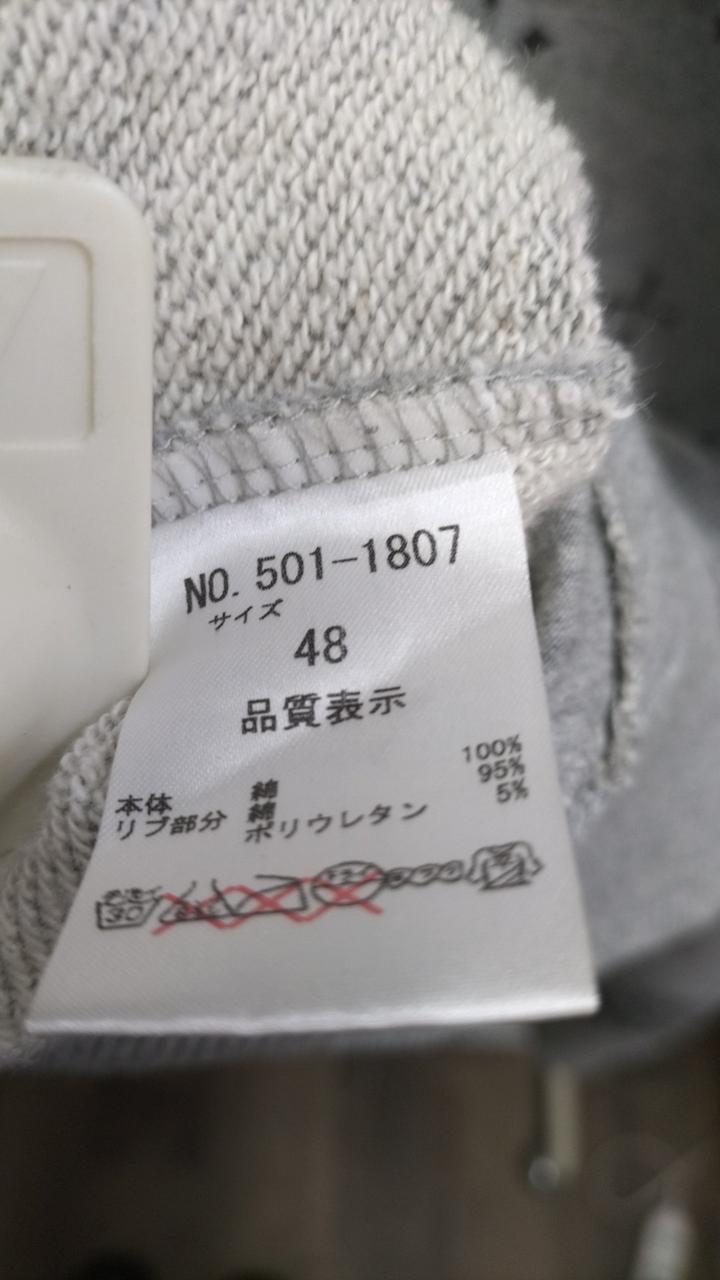 NO. 501-1807
サイズ
48
品質表示
本体 綿 100%
リブ部分 綿 95%
ポリウレタン 5%
30